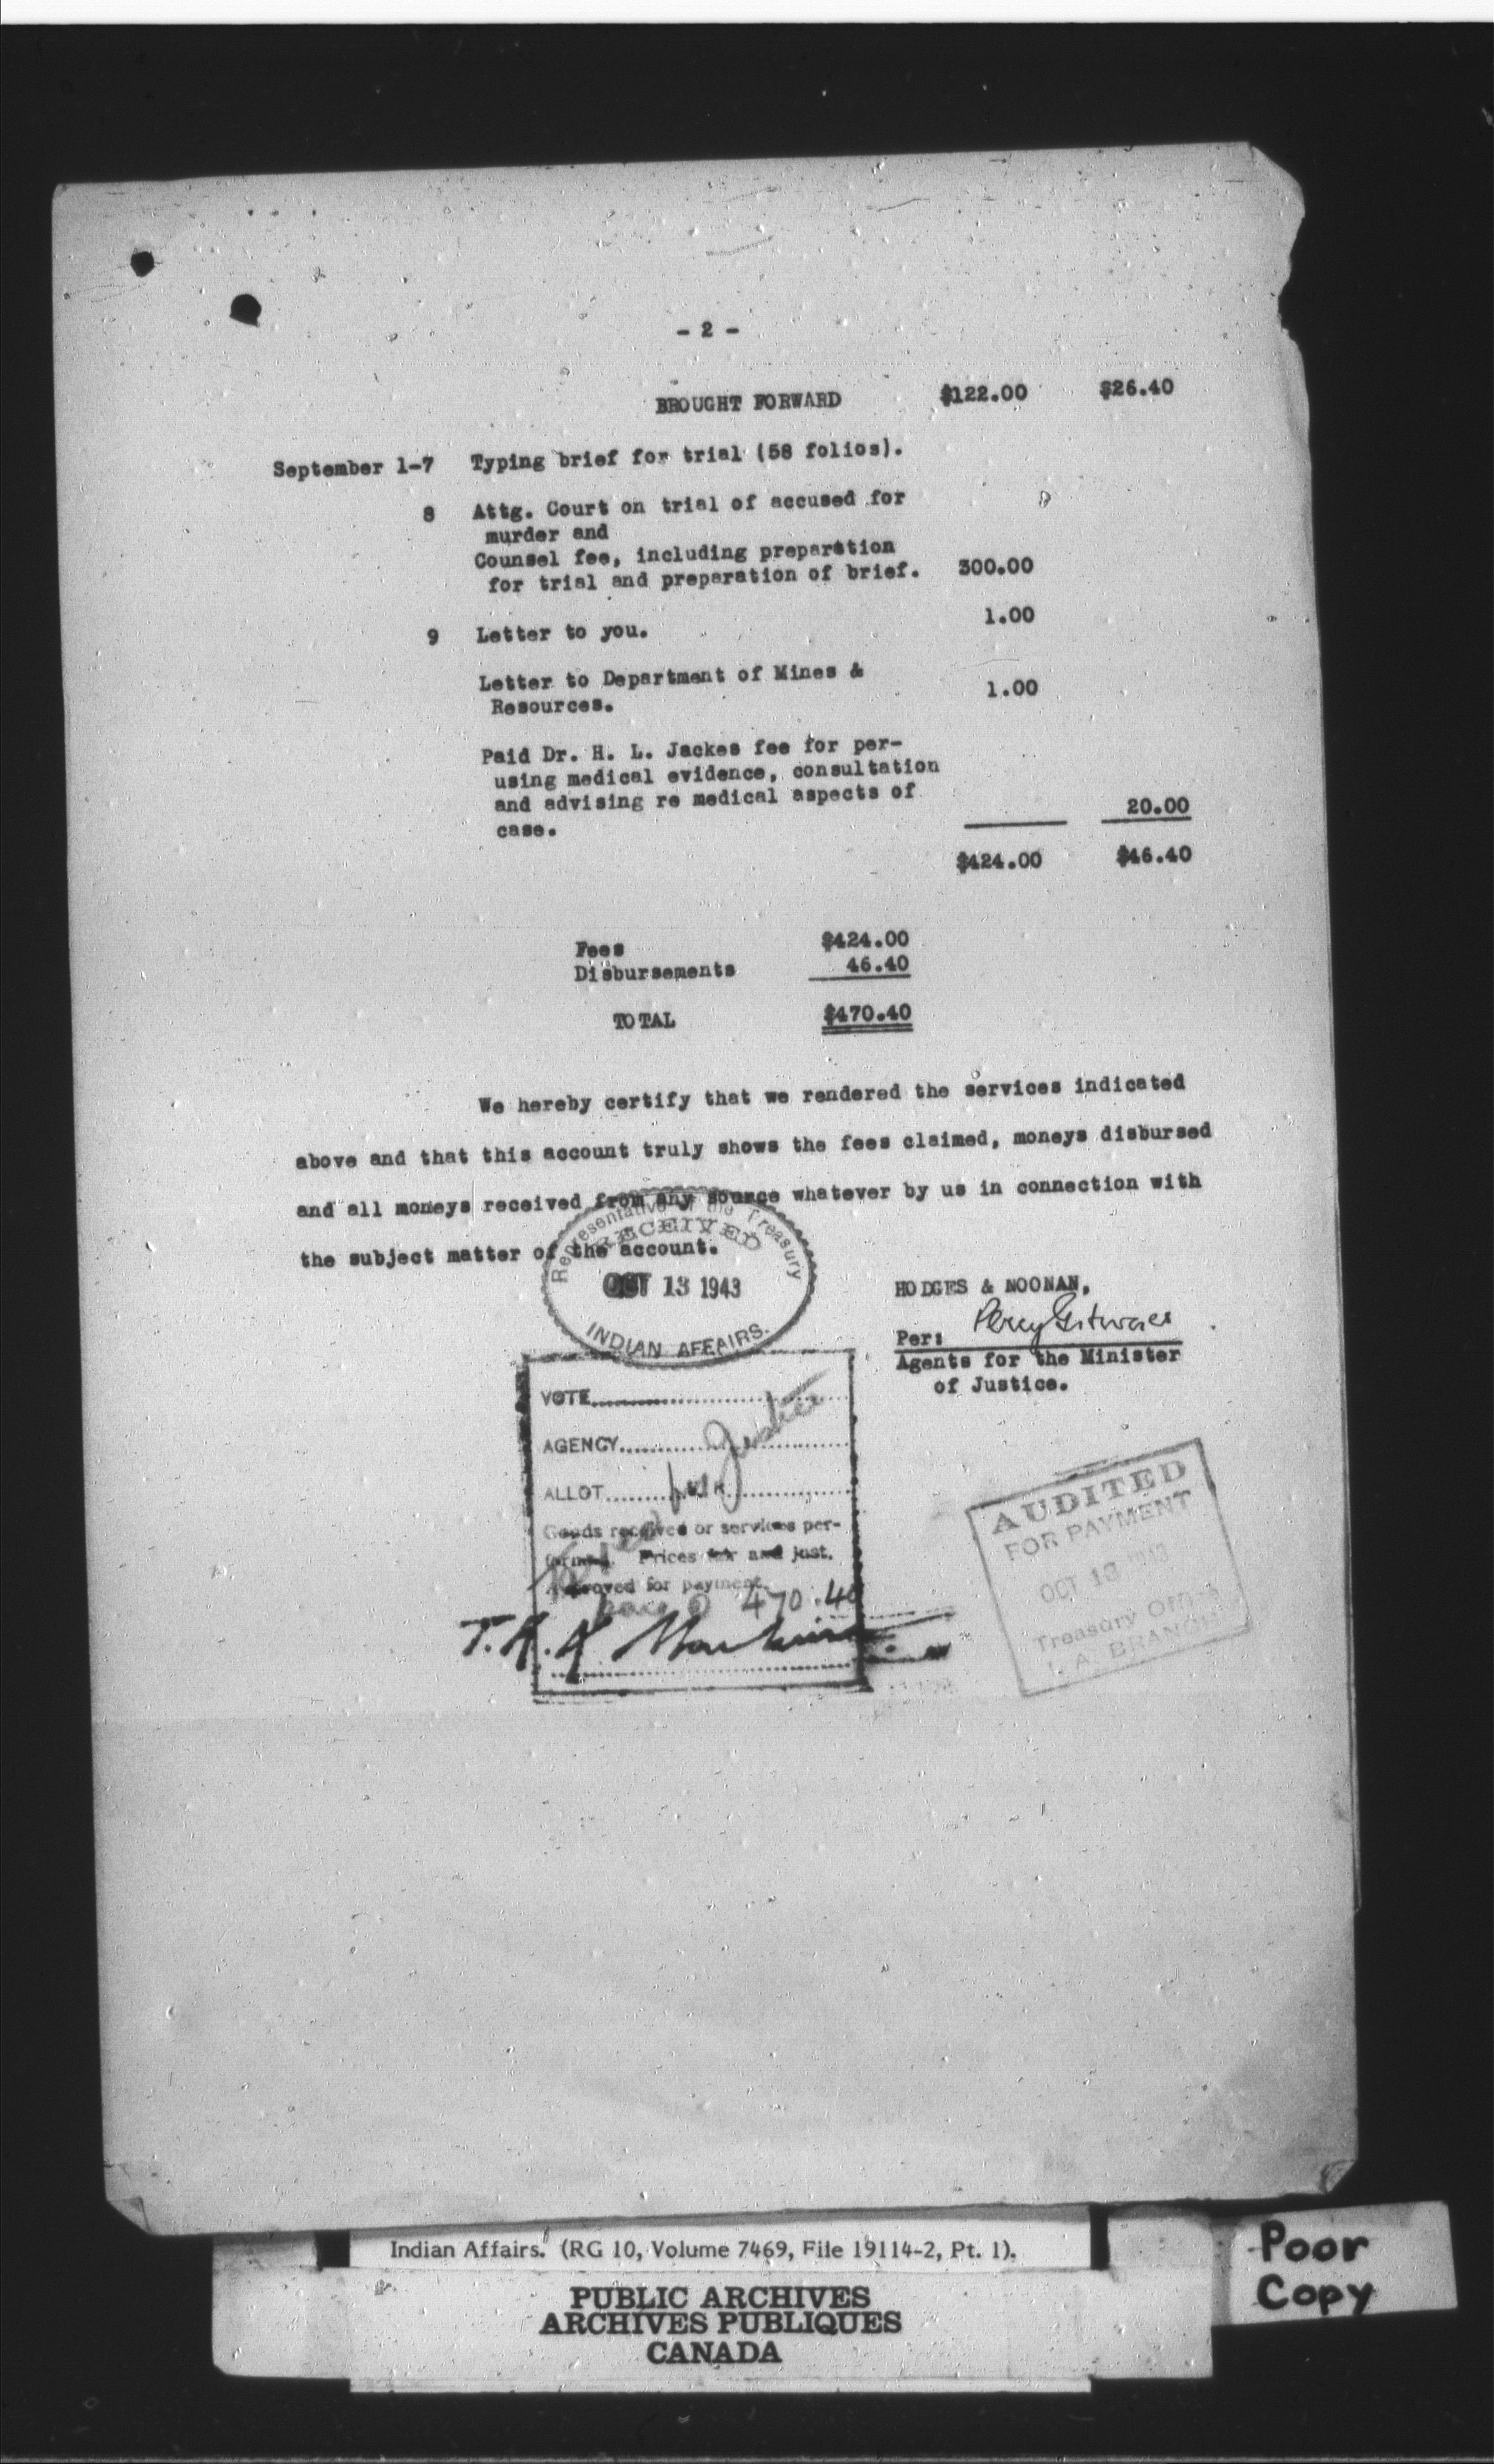 - 2 -
BROUGHT FORWARD $122.00 $26.40
September 1-7 Typing brief for trial (58 folios).
8 Attg. Court on trial of accused for
murder and
Counsel fee, including preparation
for trial and preparation of brief. 300.00
9 Letter to you. 1.00
Letter to Department of Mines &
Resources. 1.00
Paid Dr. H. L. Jackes fee for per-
using medical evidence, consultation
and advising re medical aspects of
case. 20.00
$424.00 $46.40
Fees $424.00
Disbursements 46.40
TOTAL $470.40
We hereby certify that we rendered the services indicated
above and that this account truly shows the fees claimed, moneys disbursed
and all moneys received from any source whatever by us in connection with
the subject matter of the account.
Representative of the Treasury
RECEIVED
OCT 13 1943
INDIAN AFFAIRS.
HODGES & NOONAN,
Per:
Agents for the Minister
of Justice.
VOTE
AGENCY
ALLOT
Goods received or services per-
formed. Prices fair and just.
Approved for payment.
470.40
T.R.L.
AUDITED
FOR PAYMENT
OCT 13 1943
Treasury Office
I. A. BRANCH
Indian Affairs. (RG 10, Volume 7469, File 19114-2, Pt. 1).
PUBLIC ARCHIVES
ARCHIVES PUBLIQUES
CANADA
Poor
Copy